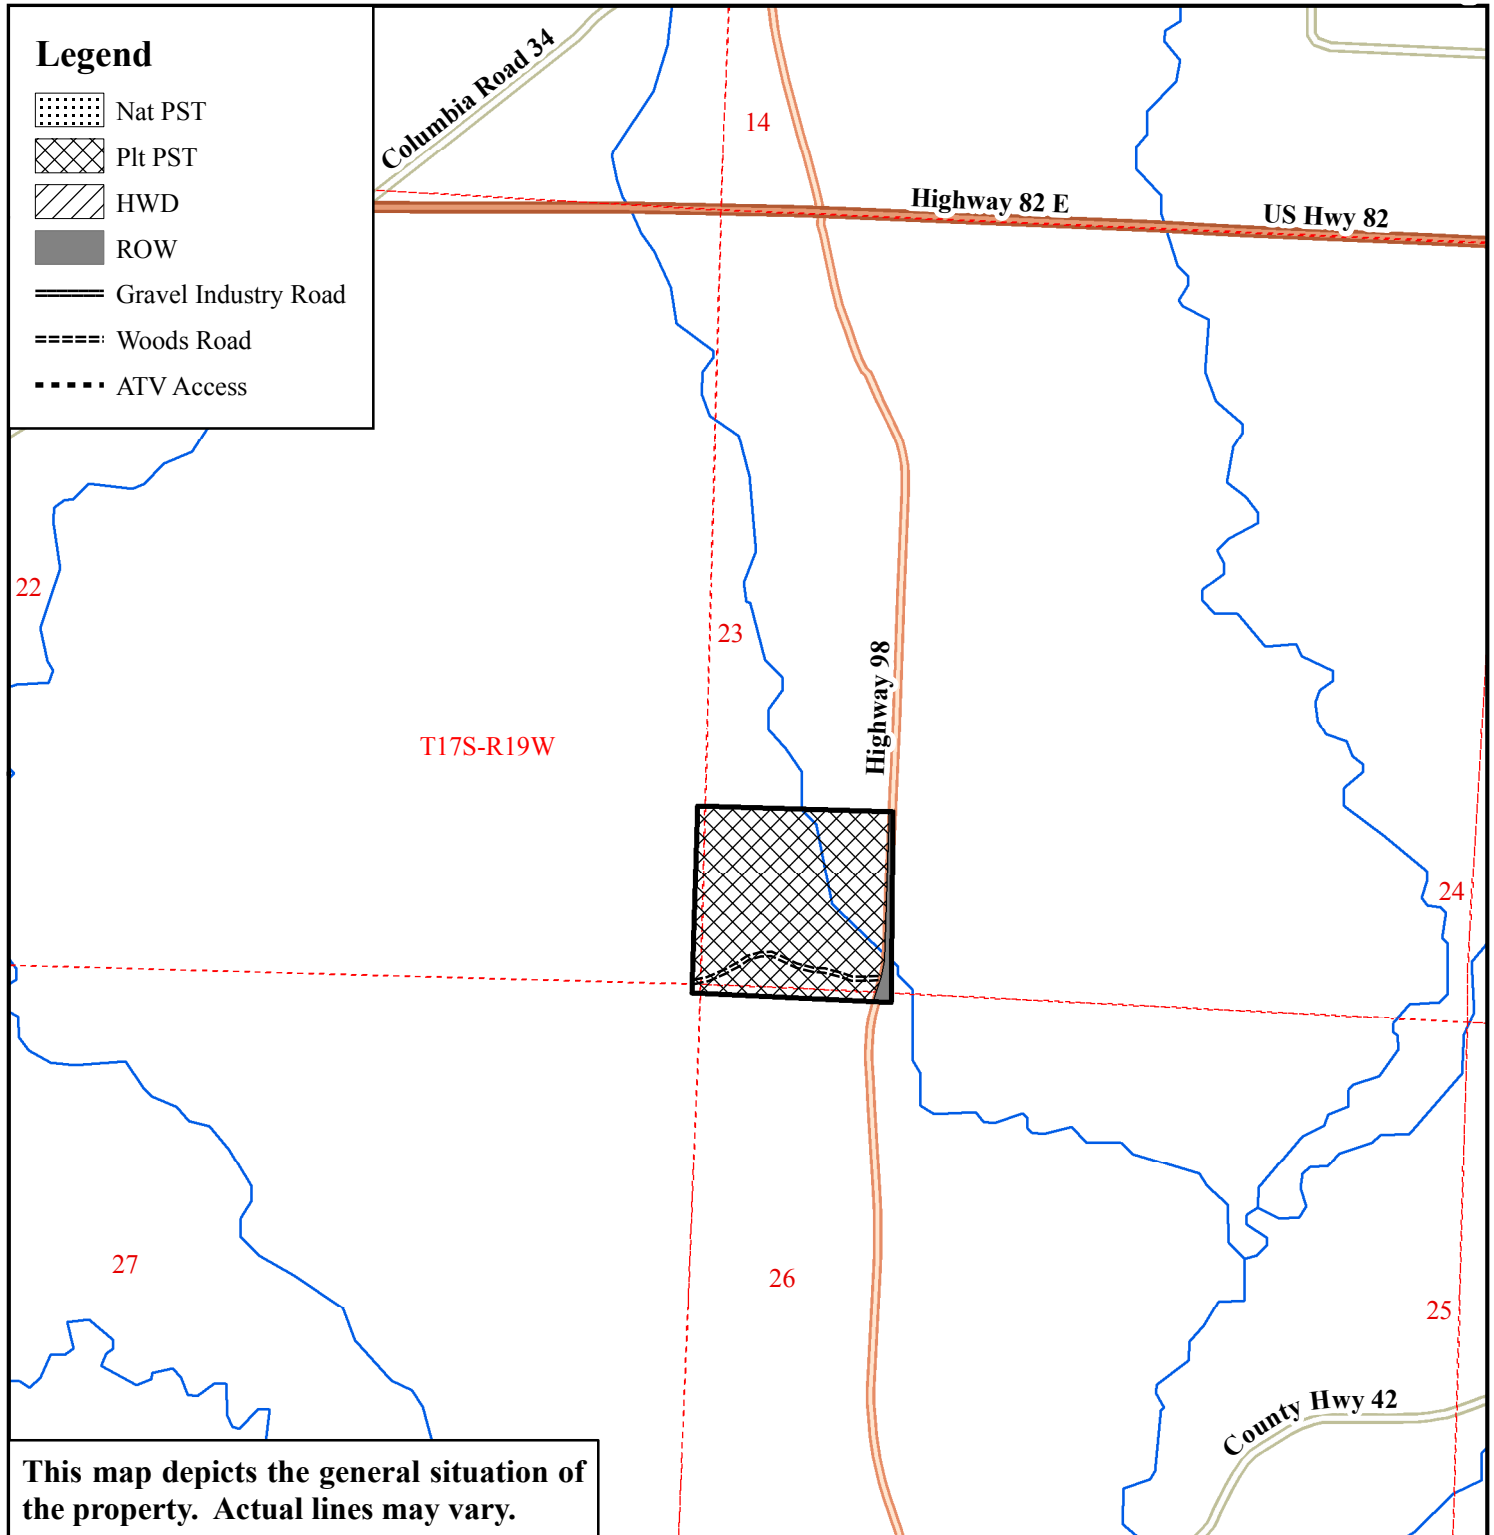 Legend
Nat PST
Plt PST
HWD
ROW
Gravel Industry Road
Woods Road
ATV Access
Columbia Road 34
14
Highway 82 E
US Hwy 82
22
23
Highway 98
T17S-R19W
24
27
26
25
County Hwy 42
This map depicts the general situation of
the property. Actual lines may vary.